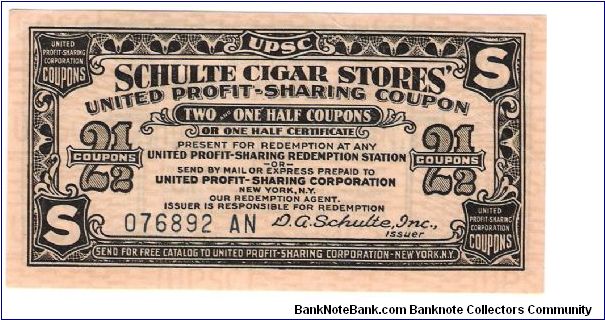 UPSC
UNITED
PROFIT-SHARING
CORPORATION
COUPONS
S
SCHULTE CIGAR STORES'
UNITED PROFIT-SHARING COUPON
TWO AND ONE HALF COUPONS
OR ONE HALF CERTIFICATE
2 1/2
COUPONS
2 1/2
COUPONS
PRESENT FOR REDEMPTION AT ANY
UNITED PROFIT-SHARING REDEMPTION STATION
-OR-
SEND BY MAIL OR EXPRESS PREPAID TO
UNITED PROFIT-SHARING CORPORATION
NEW YORK, N.Y.
OUR REDEMPTION AGENT.
ISSUER IS RESPONSIBLE FOR REDEMPTION
S
076892 AN
D.A. Schulte, Inc.,
Issuer
UNITED
PROFIT-SHARING
CORPORATION
COUPONS
SEND FOR FREE CATALOG TO UNITED PROFIT-SHARING CORPORATION-NEW YORK.N.Y.
BankNoteBank.com Banknote Collectors Community